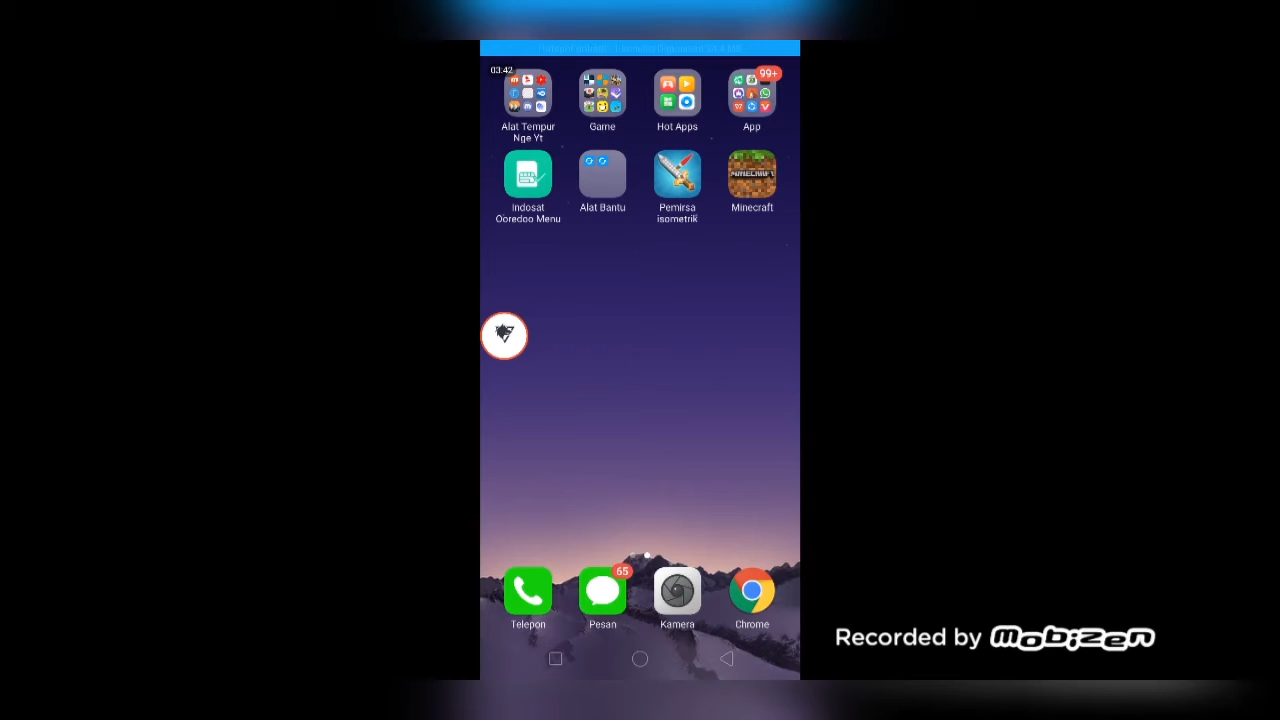 03:42
99+
Alat Tempur
Nge Yt
Game
Hot Apps
App
MINECRAFT
Indosat
Ooredoo Menu
Alat Bantu
Pemirsa
isometrik
Minecraft
65
Telepon
Pesan
Kamera
Chrome
Recorded by mobizen